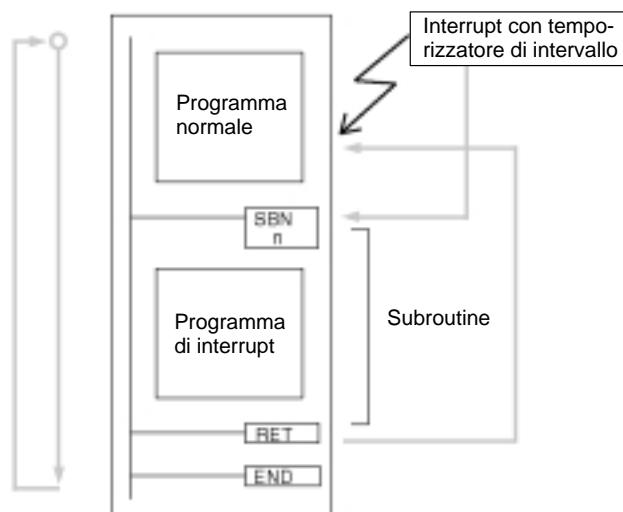 Interrupt con tempo-
rizzatore di intervallo
Programma
normale
SBN
n
Programma
di interrupt
Subroutine
RET
END